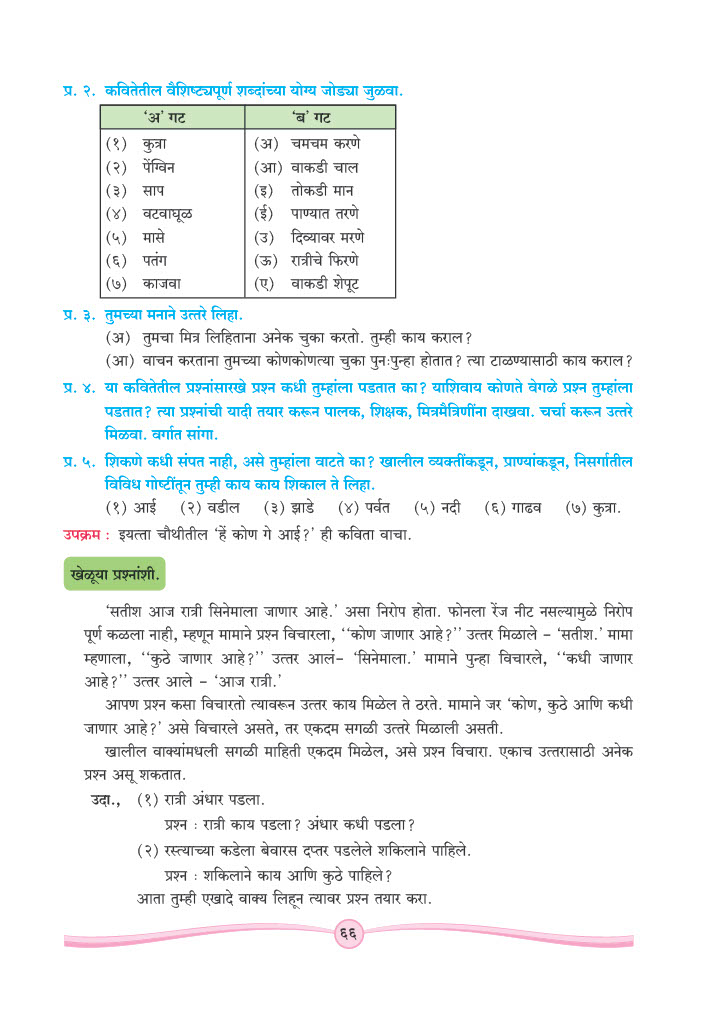 प्र. २. कवितेतील वैशिष्ट्यपूर्ण शब्दांच्या योग्य जोड्या जुळवा.
‘अ’ गट ‘ब’ गट
(१) कुत्रा (अ) चमचम करणे
(२) पेंग्विन (आ) वाकडी चाल
(३) साप (इ) तोकडी मान
(४) वटवाघूळ (ई) पाण्यात तरणे
(५) मासे (उ) दिव्यावर मरणे
(६) पतंग (ऊ) रात्रीचे फिरणे
(७) काजवा (ए) वाकडी शेपूट
प्र. ३. तुमच्या मनाने उत्तरे लिहा.
(अ) तुमचा मित्र लिहिताना अनेक चुका करतो. तुम्ही काय कराल?
(आ) वाचन करताना तुमच्या कोणकोणत्या चुका पुनःपुन्हा होतात? त्या टाळण्यासाठी काय कराल?
प्र. ४. या कवितेतील प्रश्नांसारखे प्रश्न कधी तुम्हांला पडतात का? याशिवाय कोणते वेगळे प्रश्न तुम्हांला
पडतात? त्या प्रश्नांची यादी तयार करून पालक, शिक्षक, मित्रमैत्रिणींना दाखवा. चर्चा करून उत्तरे
मिळवा. वर्गात सांगा.
प्र. ५. शिकणे कधी संपत नाही, असे तुम्हांला वाटते का? खालील व्यक्तींकडून, प्राण्यांकडून, निसर्गातील
विविध गोष्टींतून तुम्ही काय काय शिकाल ते लिहा.
(१) आई (२) वडील (३) झाडे (४) पर्वत (५) नदी (६) गाढव (७) कुत्रा.
उपक्रम : इयत्ता चौथीतील ‘हें कोण गे आई?’ ही कविता वाचा.
खेळूया प्रश्नांशी.
‘सतीश आज रात्री सिनेमाला जाणार आहे.’ असा निरोप होता. फोनला रेंज नीट नसल्यामुळे निरोप
पूर्ण कळला नाही, म्हणून मामाने प्रश्न विचारला, ‘‘कोण जाणार आहे?’’ उत्तर मिळाले – ‘सतीश.’ मामा
म्हणाला, ‘‘कुठे जाणार आहे?’’ उत्तर आलं– ‘सिनेमाला.’ मामाने पुन्हा विचारले, ‘‘कधी जाणार
आहे?’’ उत्तर आले – ‘आज रात्री.’
आपण प्रश्न कसा विचारतो त्यावरून उत्तर काय मिळेल ते ठरते. मामाने जर ‘कोण, कुठे आणि कधी
जाणार आहे?’ असे विचारले असते, तर एकदम सगळी उत्तरे मिळाली असती.
खालील वाक्यांमधली सगळी माहिती एकदम मिळेल, असे प्रश्न विचारा. एकाच उत्तरासाठी अनेक
प्रश्न असू शकतात.
उदा., (१) रात्री अंधार पडला.
प्रश्न : रात्री काय पडला? अंधार कधी पडला?
(२) रस्त्याच्या कडेला बेवारस दप्तर पडलेले शकिलाने पाहिले.
प्रश्न : शकिलाने काय आणि कुठे पाहिले?
आता तुम्ही एखादे वाक्य लिहून त्यावर प्रश्न तयार करा.
६६